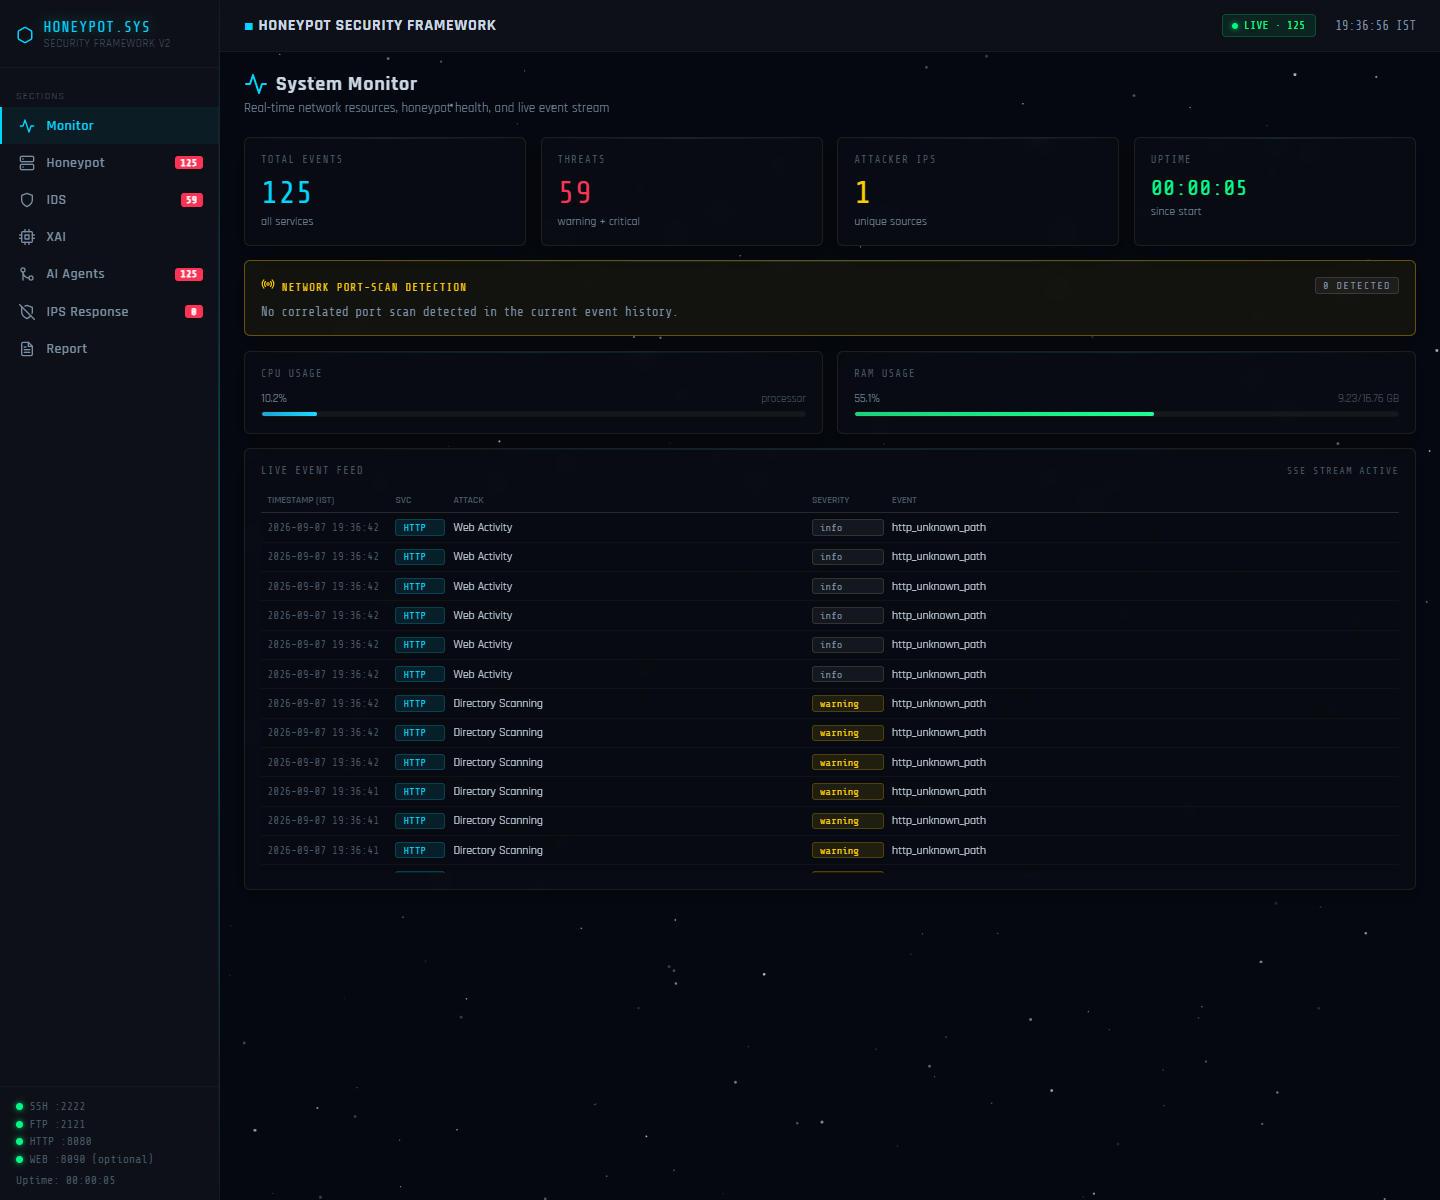 HONEYPOT.SYS
SECURITY FRAMEWORK V2
SECTIONS
Monitor
Honeypot 125
IDS 59
XAI
AI Agents 125
IPS Response 0
Report
SSH :2222
FTP :2121
HTTP :8080
WEB :8090 (optional)
Uptime: 00:00:05
HONEYPOT SECURITY FRAMEWORK
LIVE · 125
19:36:56 IST
System Monitor
Real-time network resources, honeypot health, and live event stream
TOTAL EVENTS
125
all services
THREATS
59
warning + critical
ATTACKER IPS
1
unique sources
UPTIME
00:00:05
since start
NETWORK PORT-SCAN DETECTION
0 DETECTED
No correlated port scan detected in the current event history.
CPU USAGE
10.2% processor
RAM USAGE
55.1% 9.23/16.76 GB
LIVE EVENT FEED
SSE STREAM ACTIVE
TIMESTAMP (IST) SVC ATTACK SEVERITY EVENT
2026-09-07 19:36:42 HTTP Web Activity info http_unknown_path
2026-09-07 19:36:42 HTTP Web Activity info http_unknown_path
2026-09-07 19:36:42 HTTP Web Activity info http_unknown_path
2026-09-07 19:36:42 HTTP Web Activity info http_unknown_path
2026-09-07 19:36:42 HTTP Web Activity info http_unknown_path
2026-09-07 19:36:42 HTTP Web Activity info http_unknown_path
2026-09-07 19:36:42 HTTP Directory Scanning warning http_unknown_path
2026-09-07 19:36:42 HTTP Directory Scanning warning http_unknown_path
2026-09-07 19:36:42 HTTP Directory Scanning warning http_unknown_path
2026-09-07 19:36:41 HTTP Directory Scanning warning http_unknown_path
2026-09-07 19:36:41 HTTP Directory Scanning warning http_unknown_path
2026-09-07 19:36:41 HTTP Directory Scanning warning http_unknown_path